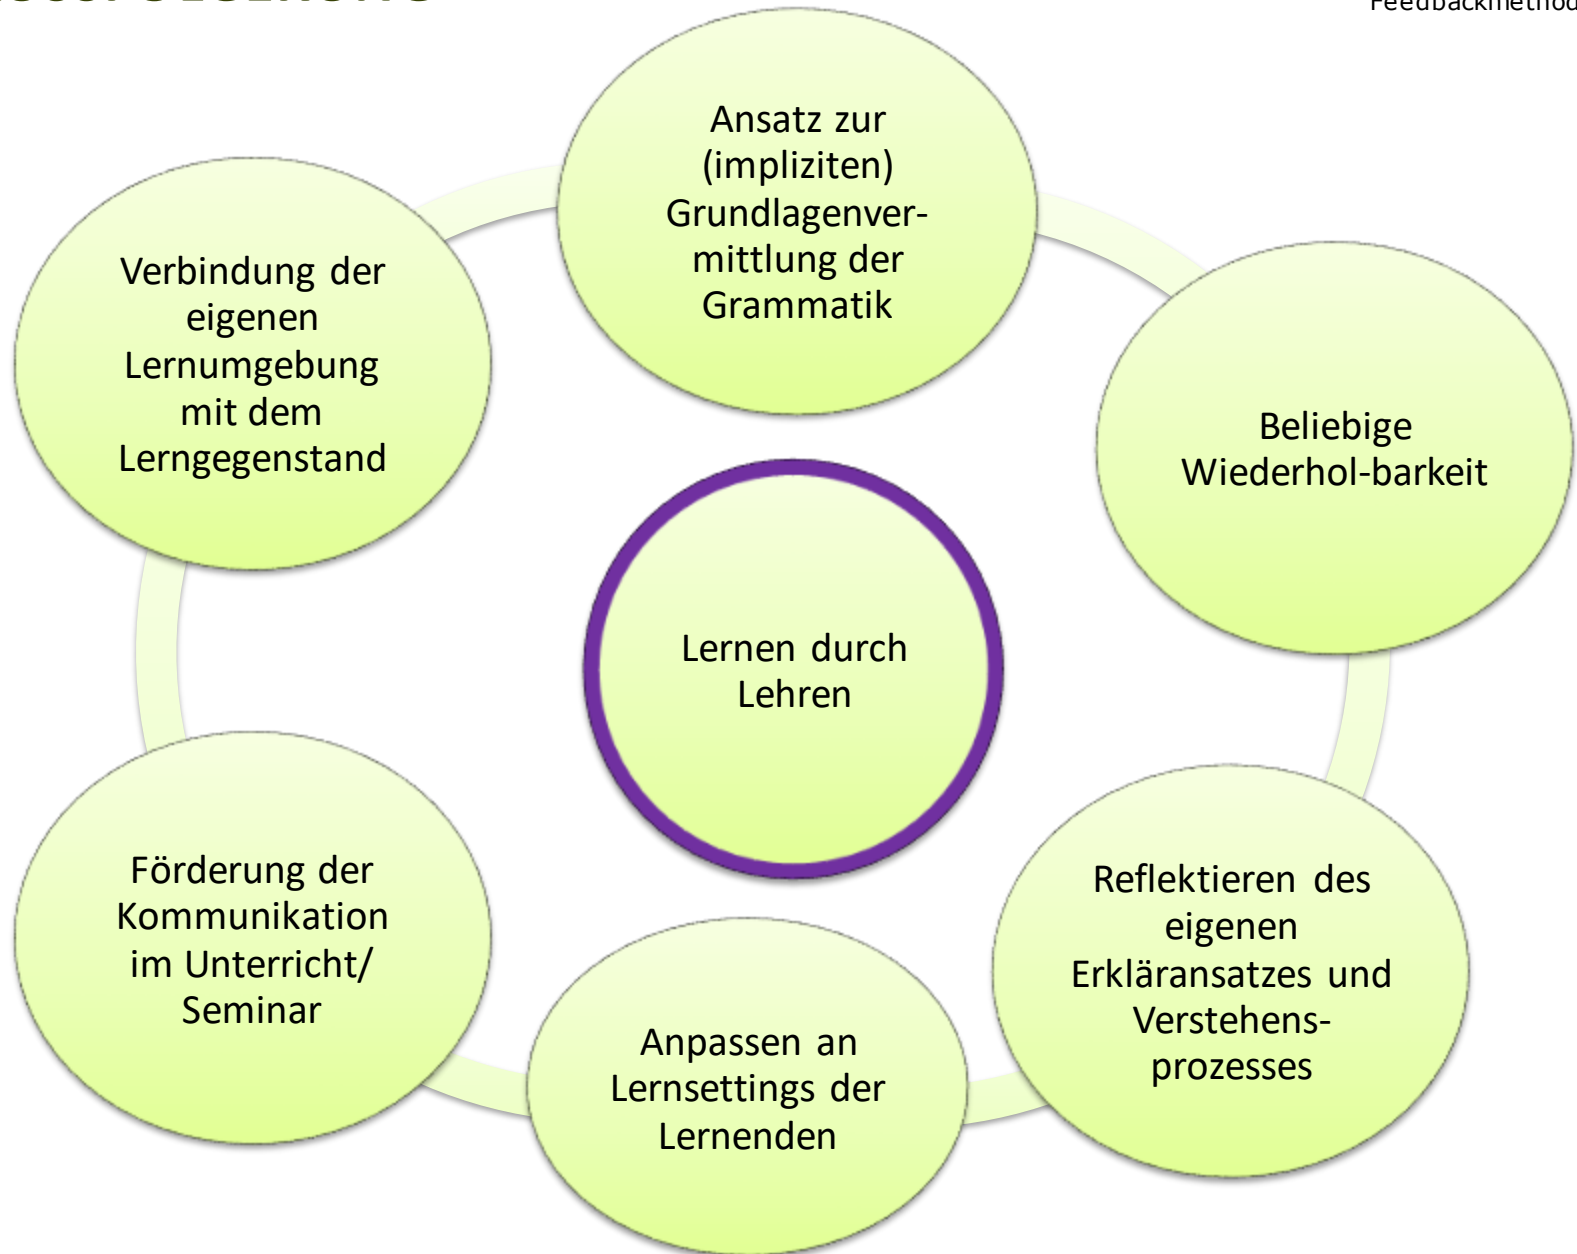 Feedbackmethod
Ansatz zur
(impliziten)
Grundlagenver-
mittlung der
Grammatik
Beliebige
Wiederhol-barkeit
Reflektieren des
eigenen
Erkläransatzes und
Verstehens-
prozesses
Anpassen an
Lernsettings der
Lernenden
Förderung der
Kommunikation
im Unterricht/
Seminar
Verbindung der
eigenen
Lernumgebung
mit dem
Lerngegenstand
Lernen durch
Lehren